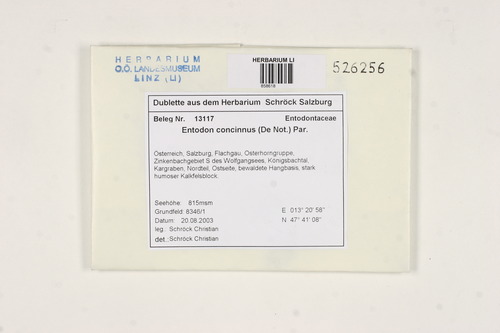 HERBARIUM
O.Ö. LANDESMUSEUM
LINZ (LI)
HERBARIUM LI
526256
Dublette aus dem Herbarium Schröck Salzburg
Beleg Nr. 13117 Entodontaceae
Entodon concinnus (De Not.) Par.
Österreich, Salzburg, Flachgau, Osterhorngruppe,
Zinkenbachgebiet S des Wolfgangsees, Königsbachtal,
Kargraben, Nordteil, Ostseite, bewaldete Hangbasis, stark
humoser Kalkfelsblock.
Seehöhe: 815msm
Grundfeld: 8346/1 E 013° 20' 58"
Datum: 20.08.2003 N 47° 41' 08"
leg.: Schröck Christian
det.: Schröck Christian